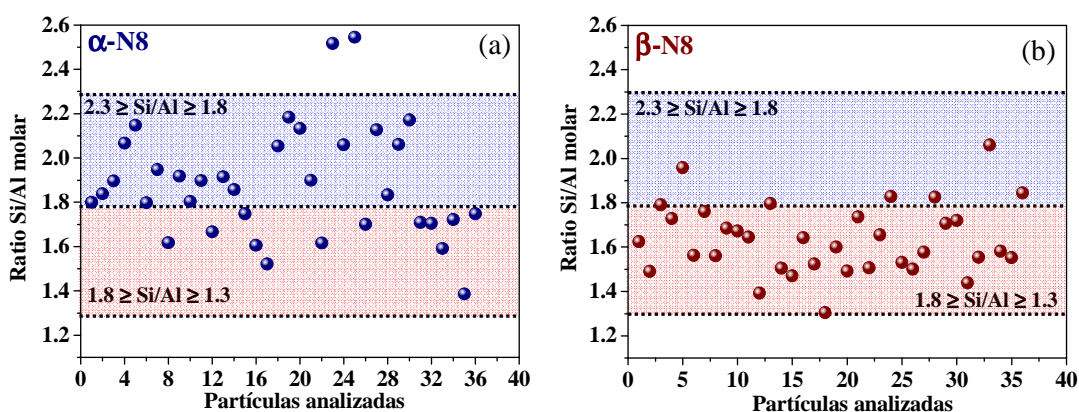 α-N8
(a)
2.3 ≥ Si/Al ≥ 1.8
1.8 ≥ Si/Al ≥ 1.3
Ratio Si/Al molar
2.6
2.4
2.2
2.0
1.8
1.6
1.4
1.2
0 4 8 12 16 20 24 28 32 36 40
Partículas analizadas
β-N8
(b)
2.3 ≥ Si/Al ≥ 1.8
1.8 ≥ Si/Al ≥ 1.3
Ratio Si/Al molar
2.6
2.4
2.2
2.0
1.8
1.6
1.4
1.2
0 5 10 15 20 25 30 35 40
Partículas analizadas